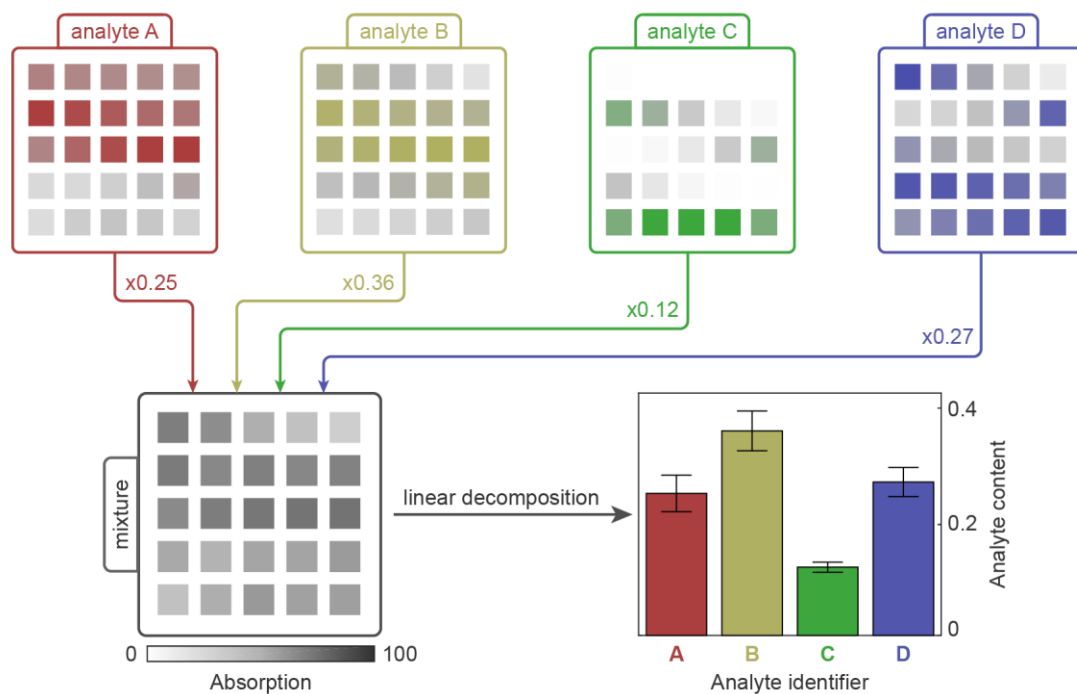 analyte A
analyte B
analyte C
analyte D
x0.25
x0.36
x0.12
x0.27
mixture
linear decomposition
0.4
0.2
0
Analyte content
A B C D
Analyte identifier
0 100
Absorption